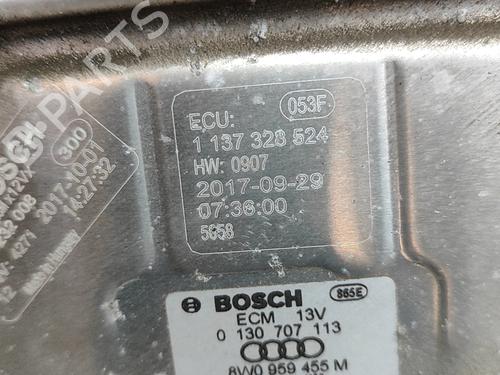 PARTS
053F
ECU:
1 137 328 524
HW: 0907
2017-09-29
07:36:00
5658
BOSCH
300
2017-10-01
14:27:32
BOSCH 865E
ECM 13V
0 130 707 113
8W0 959 455 M